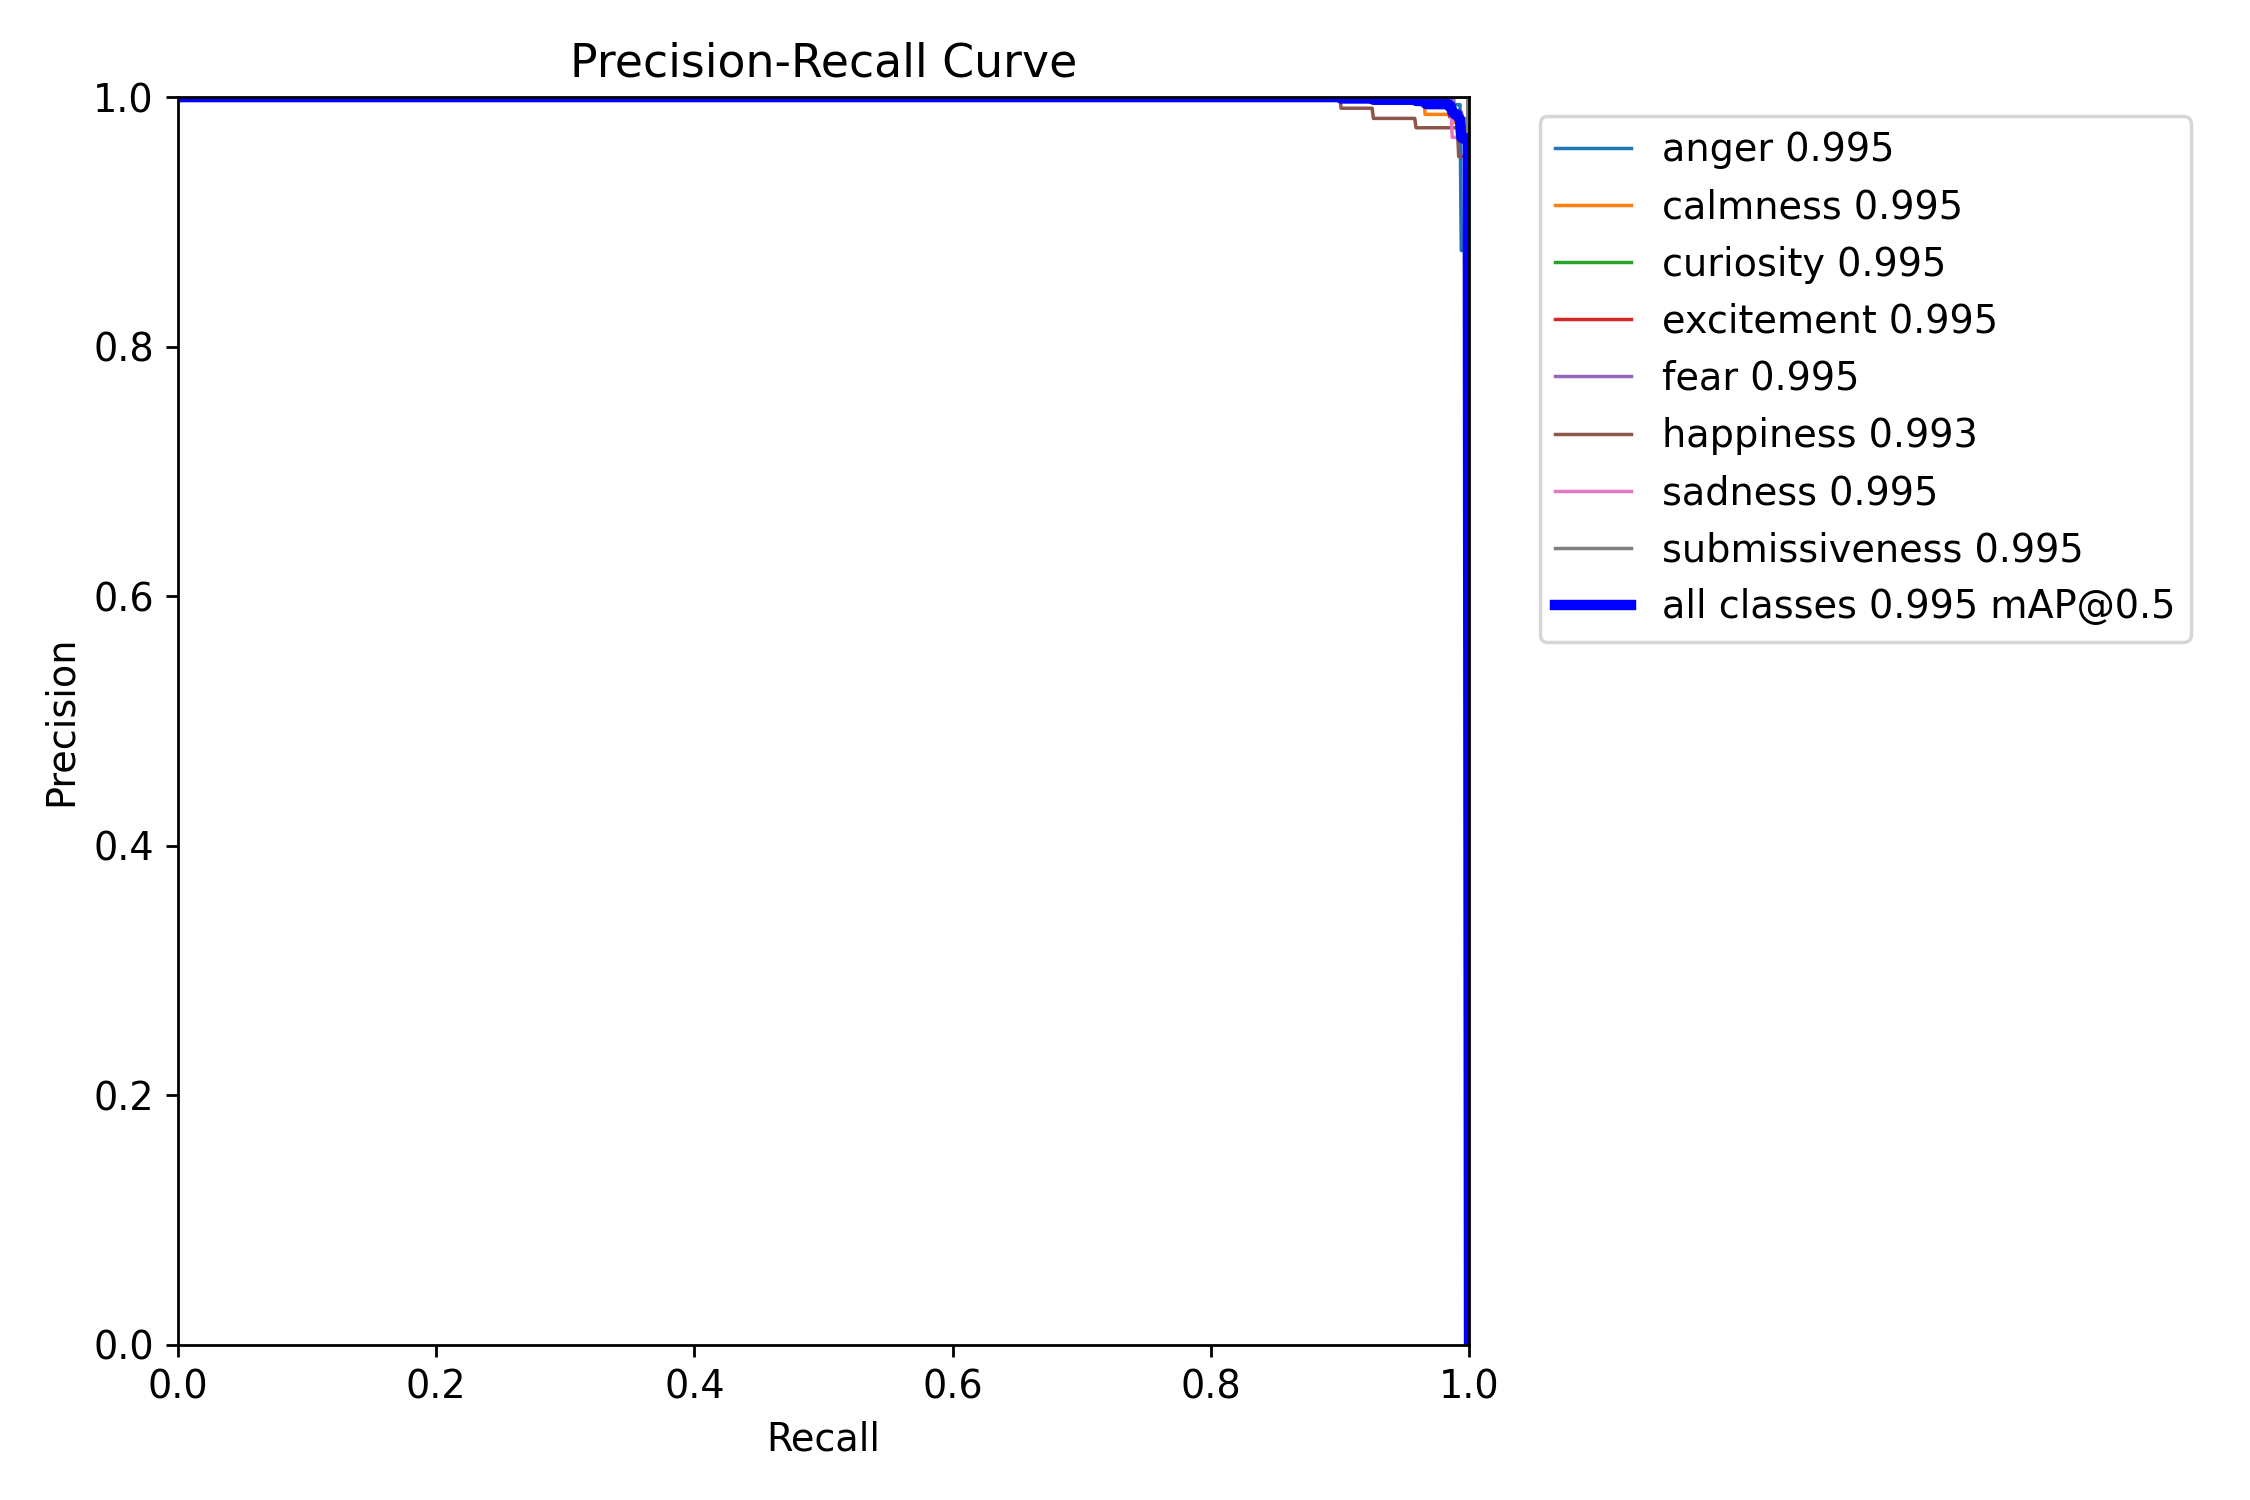 Precision-Recall Curve
1.0
0.8
0.6
0.4
0.2
0.0
Precision
0.0 0.2 0.4 0.6 0.8 1.0
Recall
anger 0.995
calmness 0.995
curiosity 0.995
excitement 0.995
fear 0.995
happiness 0.993
sadness 0.995
submissiveness 0.995
all classes 0.995 mAP@0.5